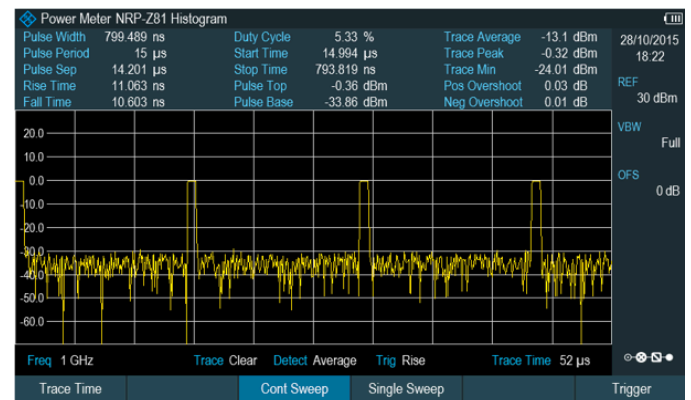 Power Meter NRP-Z81 Histogram
Pulse Width 799.489 ns Duty Cycle 5.33 % Trace Average -13.1 dBm
Pulse Period 15 µs Start Time 14.994 µs Trace Peak -0.32 dBm
Pulse Sep 14.201 µs Stop Time 793.819 ns Trace Min -24.01 dBm
Rise Time 11.063 ns Pulse Top -0.36 dBm Pos Overshoot 0.03 dB
Fall Time 10.603 ns Pulse Base -33.86 dBm Neg Overshoot 0.01 dB
28/10/2015
18:22
REF
30 dBm
VBW
Full
OFS
0 dB
20.0
10.0
0.0
-10.0
-20.0
-30.0
-40.0
-50.0
-60.0
Freq 1 GHz Trace Clear Detect Average Trig Rise Trace Time 52 µs
Trace Time Cont Sweep Single Sweep Trigger